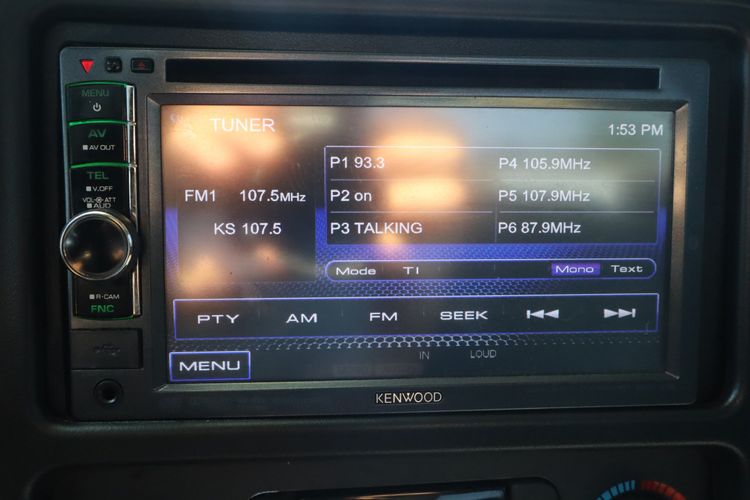 MENU
AV
AV OUT
TEL
V.OFF
VOL ATT
AUD
R-CAM
FNC
TUNER
1:53 PM
FM1 107.5MHz
KS 107.5
P1 93.3 P4 105.9MHz
P2 on P5 107.9MHz
P3 TALKING P6 87.9MHz
Mode TI Mono Text
PTY AM FM SEEK
IN LOUD
MENU
KENWOOD